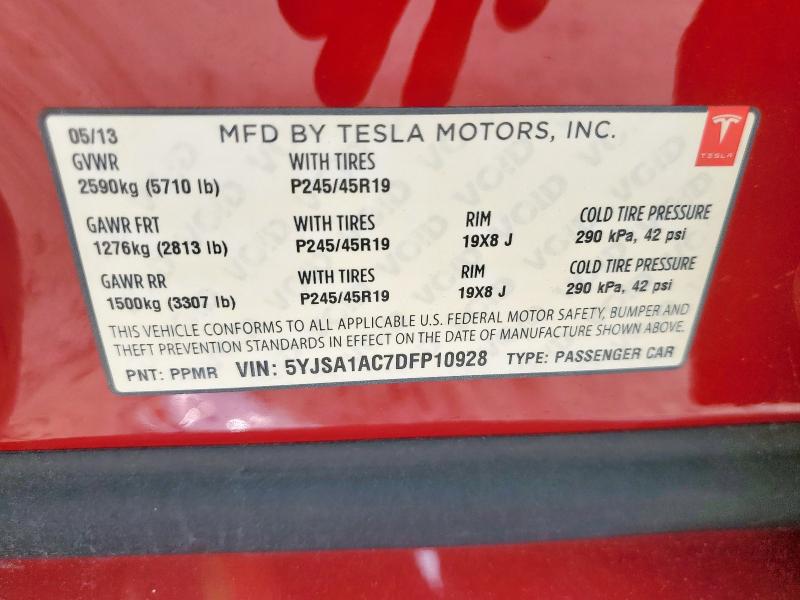 05/13 MFD BY TESLA MOTORS, INC.
TESLA
GVWR WITH TIRES
2590kg (5710 lb) P245/45R19
GAWR FRT WITH TIRES RIM COLD TIRE PRESSURE
1276kg (2813 lb) P245/45R19 19X8 J 290 kPa, 42 psi
GAWR RR WITH TIRES RIM COLD TIRE PRESSURE
1500kg (3307 lb) P245/45R19 19X8 J 290 kPa, 42 psi
THIS VEHICLE CONFORMS TO ALL APPLICABLE U.S. FEDERAL MOTOR SAFETY, BUMPER AND
THEFT PREVENTION STANDARDS IN EFFECT ON THE DATE OF MANUFACTURE SHOWN ABOVE.
PNT: PPMR VIN: 5YJSA1AC7DFP10928 TYPE: PASSENGER CAR